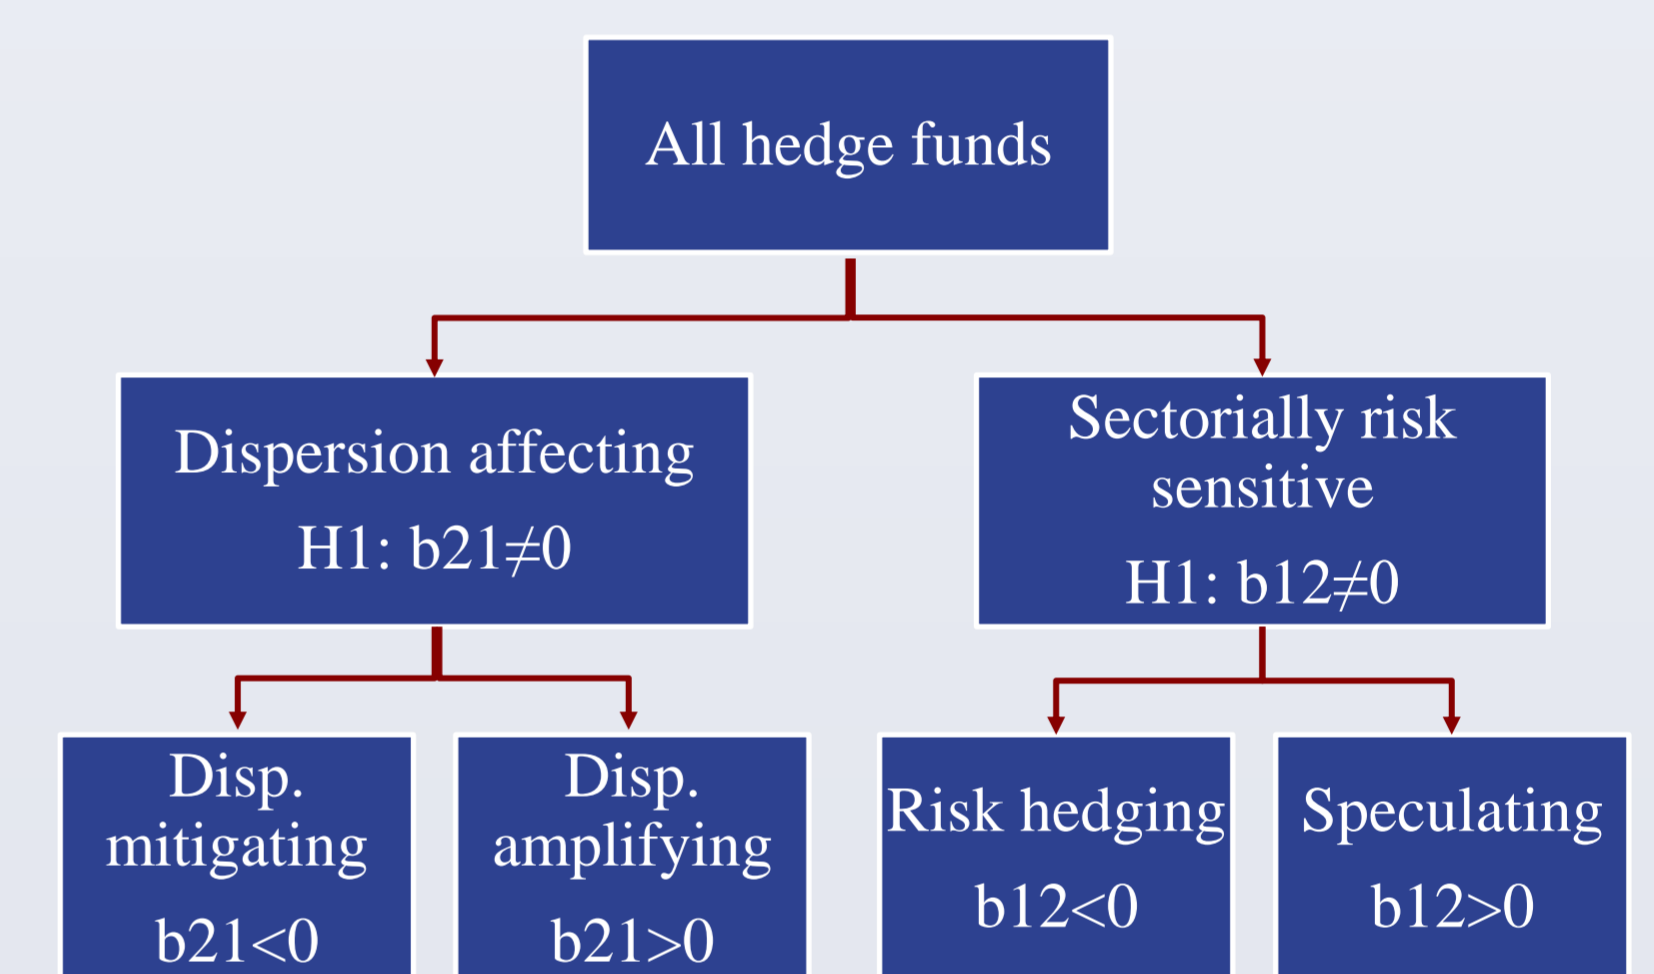 All hedge funds
Dispersion affecting
H1: b21≠0
Sectorially risk
sensitive
H1: b12≠0
Disp.
mitigating
b21<0
Disp.
amplifying
b21>0
Risk hedging
b12<0
Speculating
b12>0